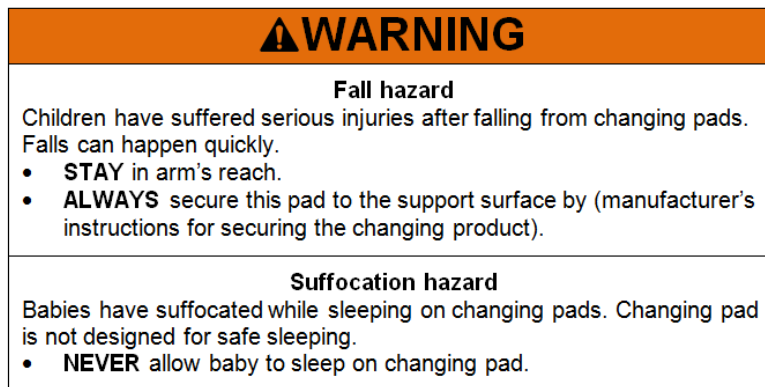 ⚠WARNING
Fall hazard
Children have suffered serious injuries after falling from changing pads.
Falls can happen quickly.
• STAY in arm's reach.
• ALWAYS secure this pad to the support surface by (manufacturer's
instructions for securing the changing product).
Suffocation hazard
Babies have suffocated while sleeping on changing pads. Changing pad
is not designed for safe sleeping.
• NEVER allow baby to sleep on changing pad.